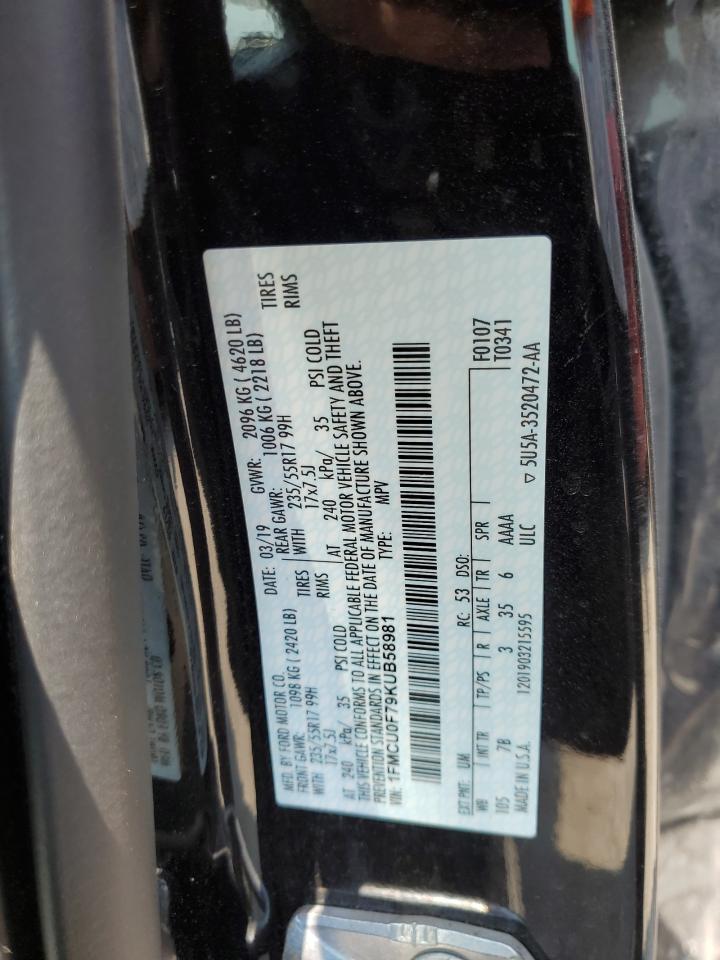 MFD. BY FORD MOTOR CO.
DATE: 03/19 GVWR: 2096 KG ( 4620 LB)
FRONT GAWR: 1098 KG ( 2420 LB) REAR GAWR: 1006 KG ( 2218 LB)
WITH 235/55R17 99H TIRES WITH 235/55R17 99H TIRES
17x7.5J RIMS 17x7.5J RIMS
AT 240 kPa/ 35 PSI COLD AT 240 kPa/ 35 PSI COLD
THIS VEHICLE CONFORMS TO ALL APPLICABLE FEDERAL MOTOR VEHICLE SAFETY AND THEFT
PREVENTION STANDARDS IN EFFECT ON THE DATE OF MANUFACTURE SHOWN ABOVE.
VIN: 1FMCU0F79KUB58981 TYPE: MPV
F0107
T0341
EXT PNT: UM RC: 53 DSO:
WB INT TR TP/PS R AXLE TR SPR
105 7B 3 35 6 AAAA
MADE IN U.S.A. 1201903215595 ULC ▽ 5U5A-3520472-AA